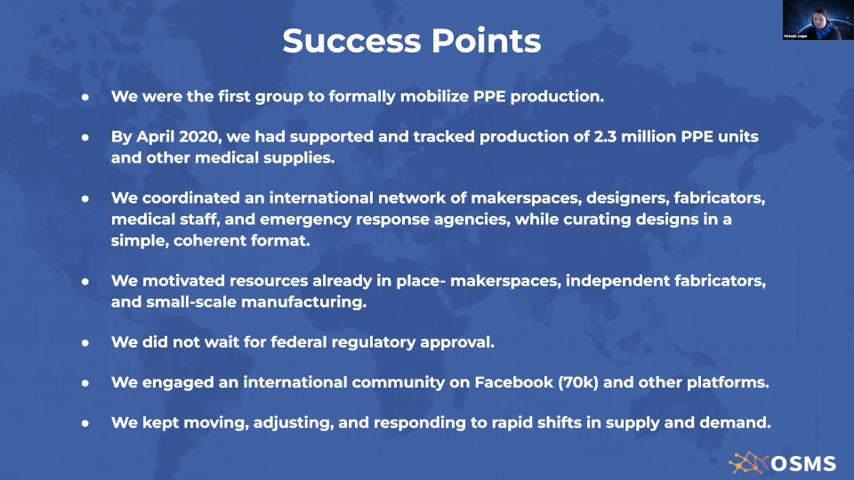 Success Points
• We were the first group to formally mobilize PPE production.
• By April 2020, we had supported and tracked production of 2.3 million PPE units
and other medical supplies.
• We coordinated an international network of makerspaces, designers, fabricators,
medical staff, and emergency response agencies, while curating designs in a
simple, coherent format.
• We motivated resources already in place- makerspaces, independent fabricators,
and small-scale manufacturing.
• We did not wait for federal regulatory approval.
• We engaged an international community on Facebook (70k) and other platforms.
• We kept moving, adjusting, and responding to rapid shifts in supply and demand.
OSMS